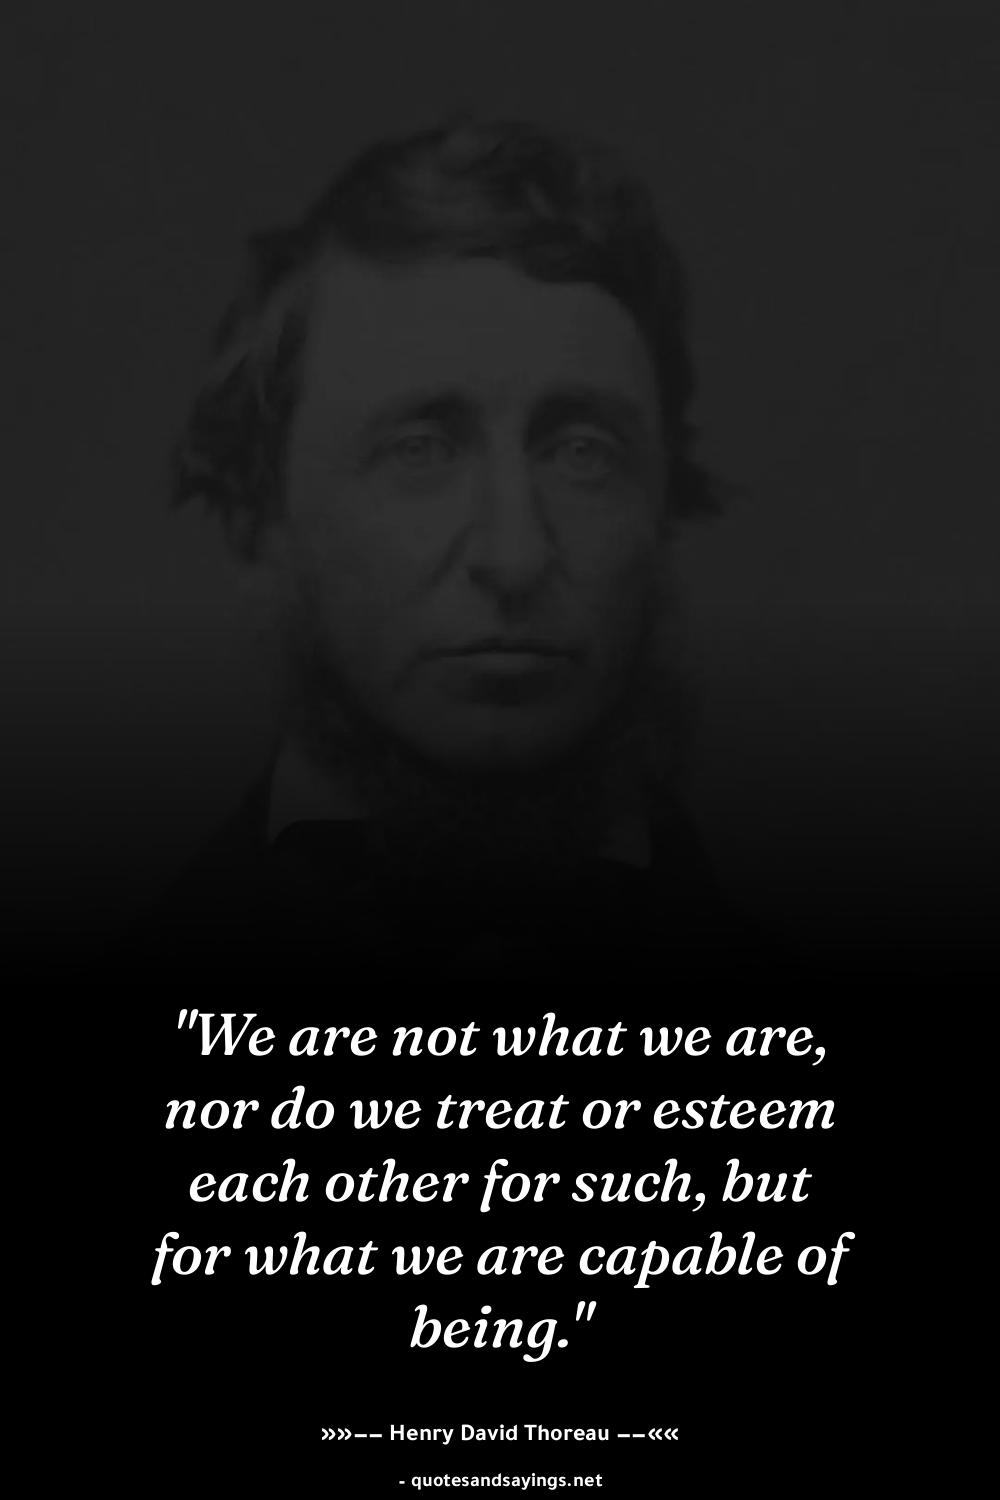 "We are not what we are,
nor do we treat or esteem
each other for such, but
for what we are capable of
being."
»»−− Henry David Thoreau −−««
- quotesandsayings.net